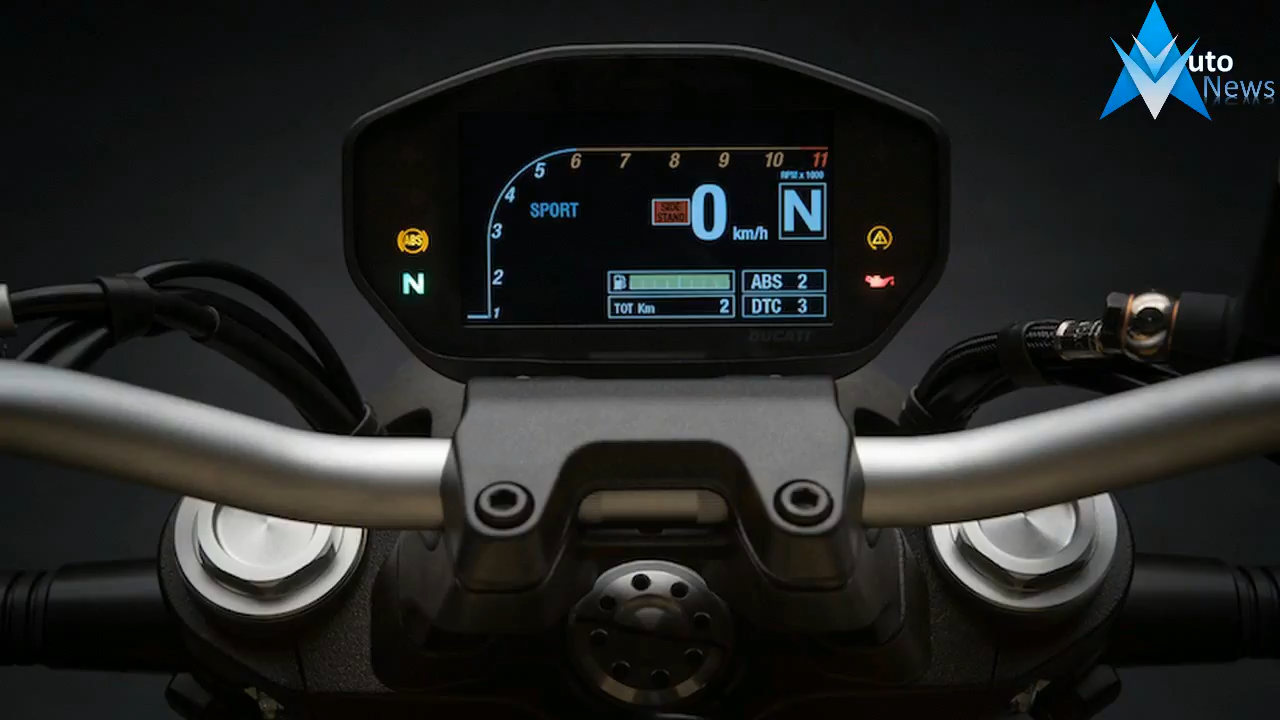 uto
News
5 6 7 8 9 10 11
RPM x 1000
4
SPORT
SIDE
STAND
0
km/h
N
3
ABS
N
2
ABS 2
TOT Km 2
DTC 3
1
DUCATI